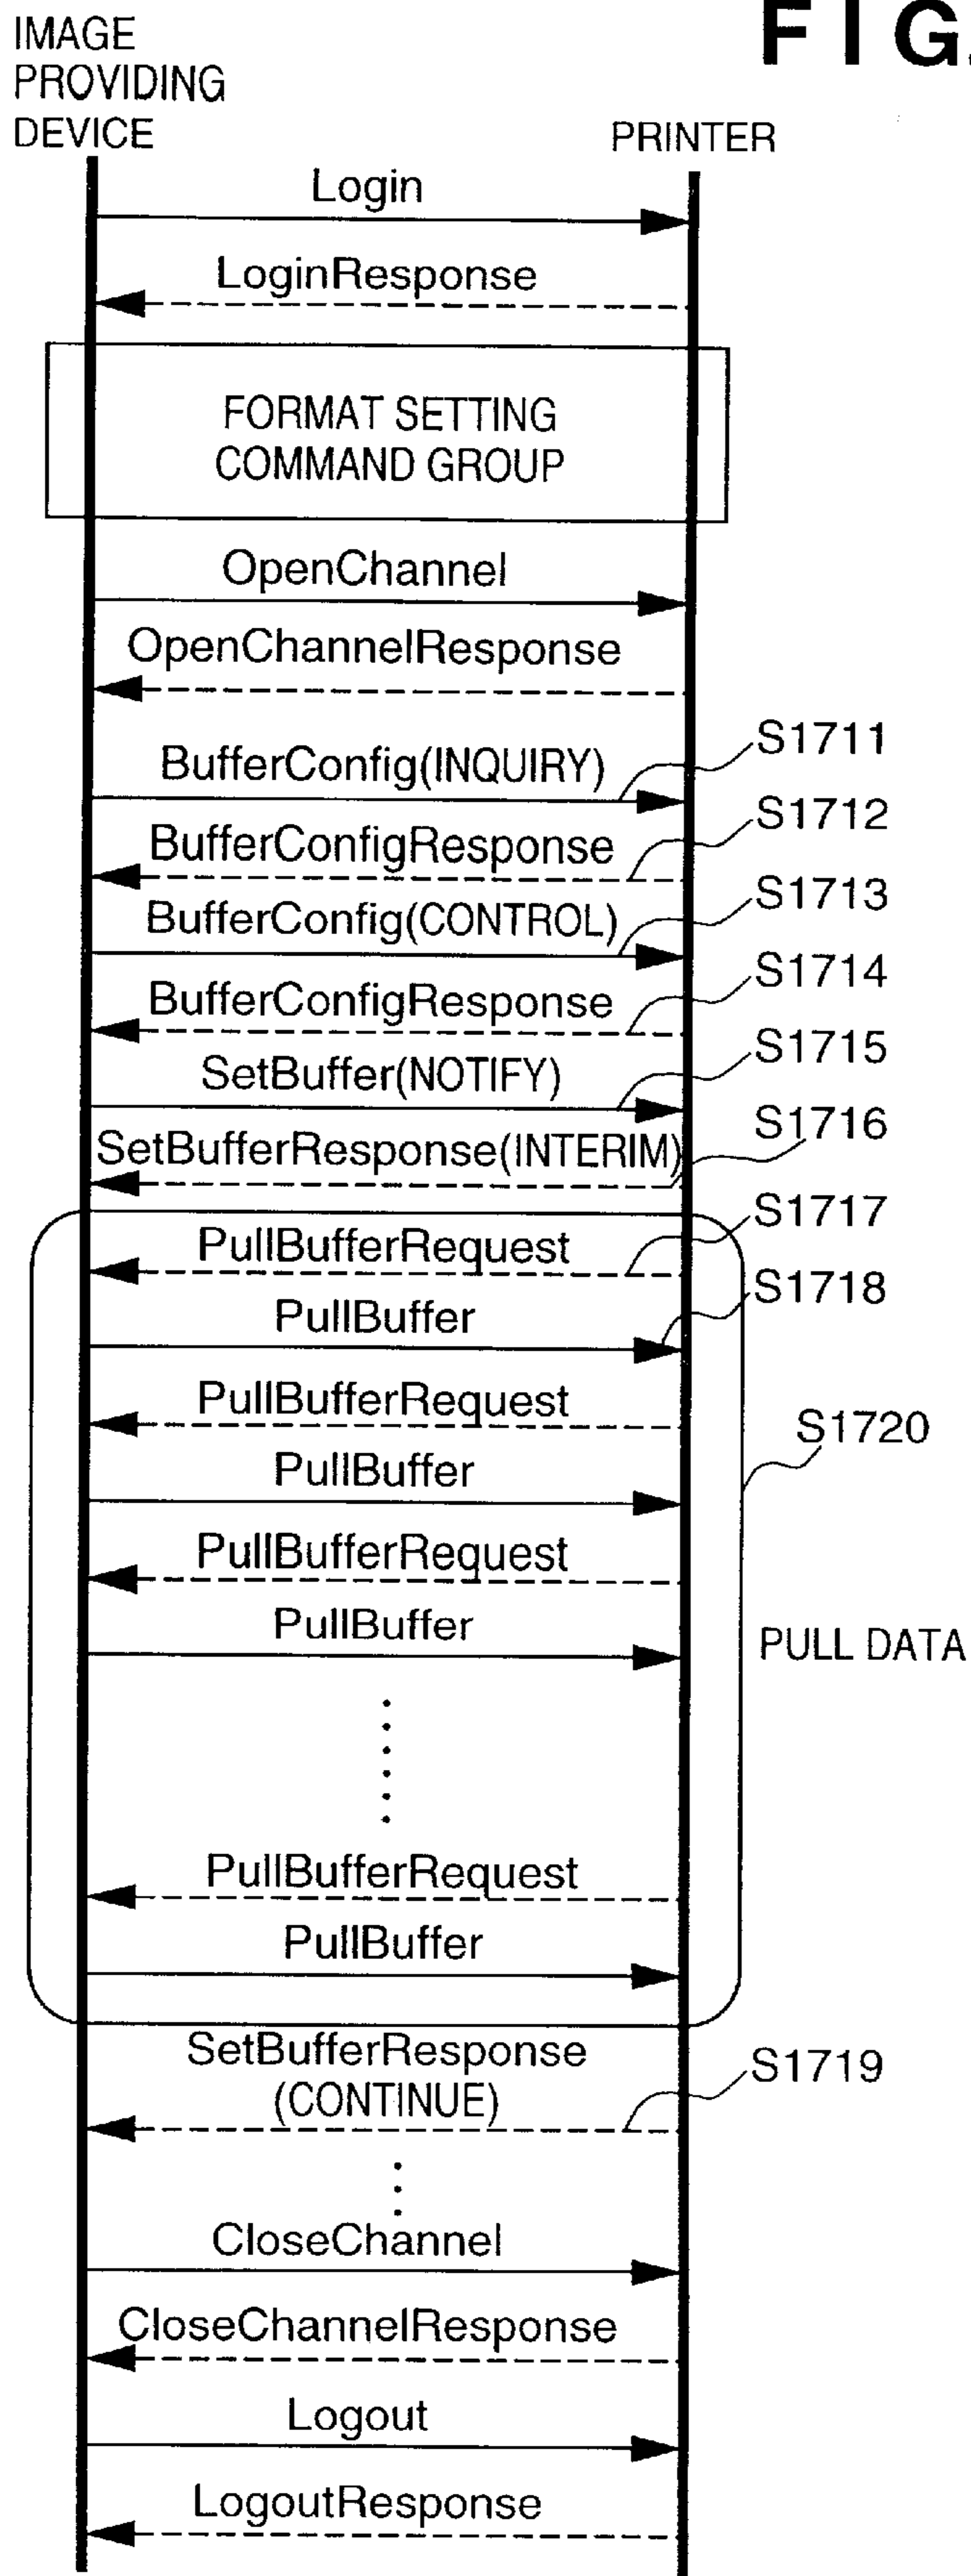 FIG.
IMAGE
PROVIDING
DEVICE
PRINTER
Login
LoginResponse
FORMAT SETTING
COMMAND GROUP
OpenChannel
OpenChannelResponse
S1711
BufferConfig(INQUIRY)
S1712
BufferConfigResponse
S1713
BufferConfig(CONTROL)
S1714
BufferConfigResponse
S1715
SetBuffer(NOTIFY)
S1716
SetBufferResponse(INTERIM)
S1717
PullBufferRequest
S1718
PullBuffer
PullBufferRequest
S1720
PullBuffer
PullBufferRequest
PullBuffer
PULL DATA
PullBufferRequest
PullBuffer
SetBufferResponse
S1719
(CONTINUE)
CloseChannel
CloseChannelResponse
Logout
LogoutResponse